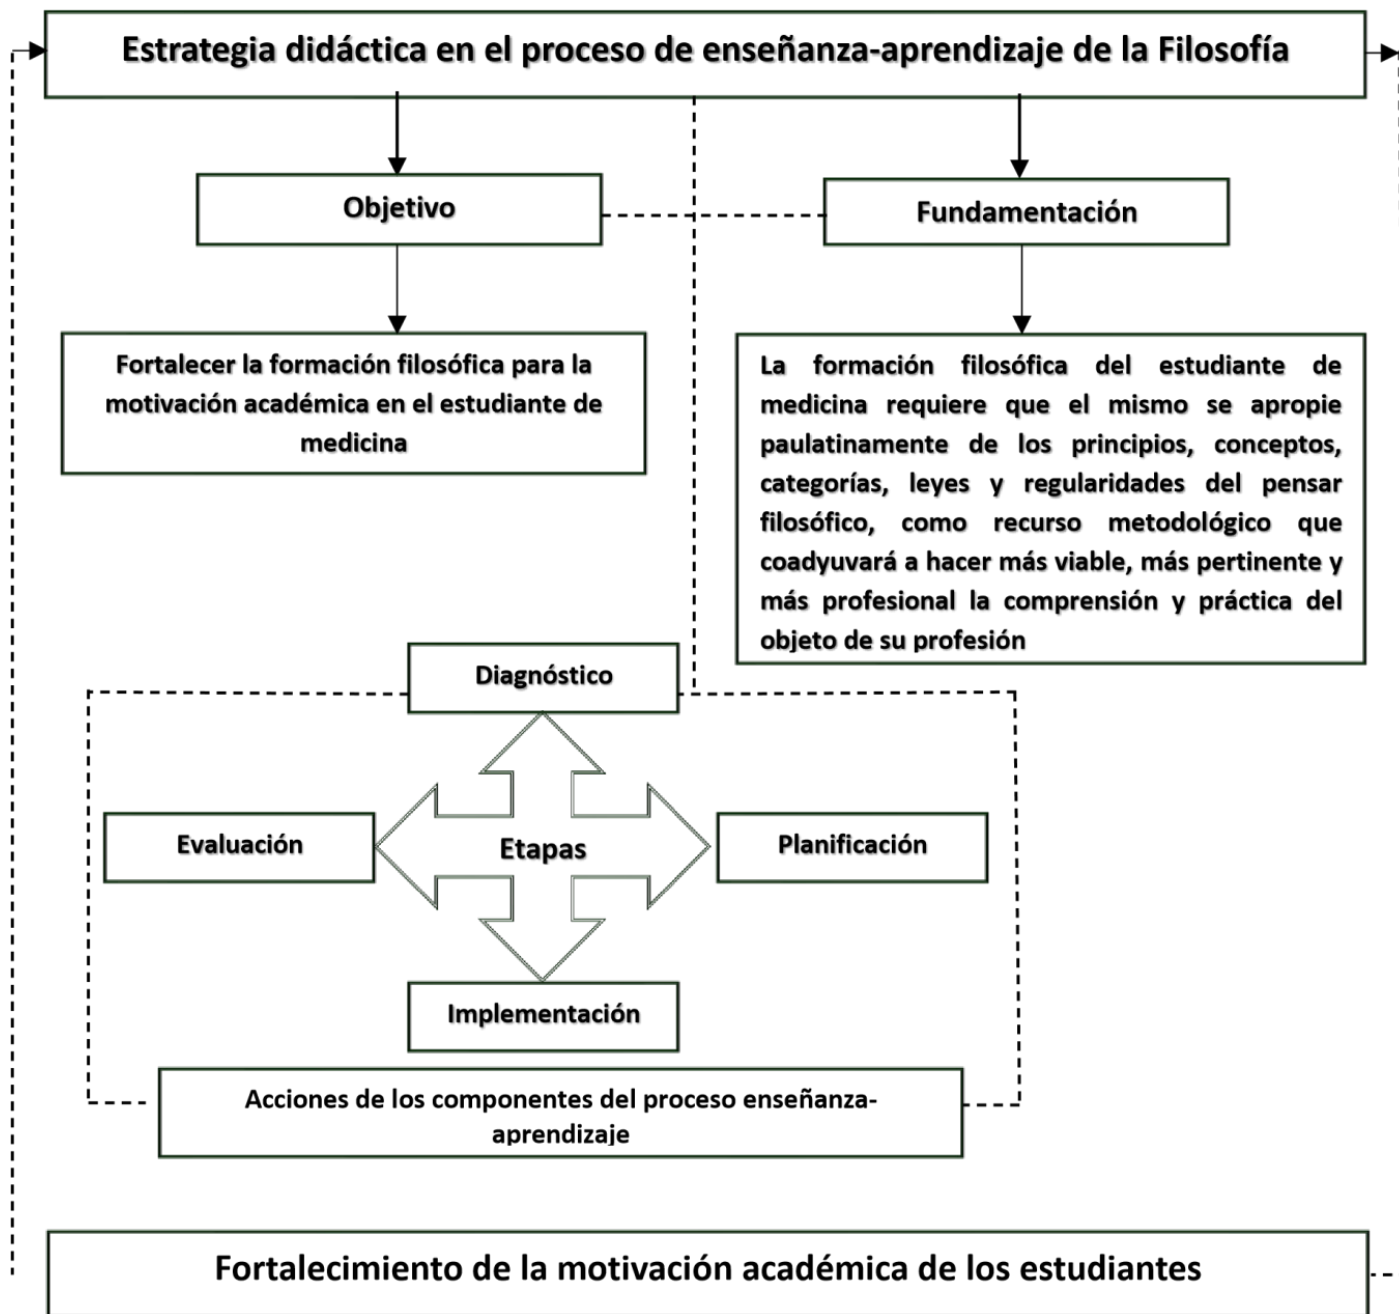 Estrategia didáctica en el proceso de enseñanza-aprendizaje de la Filosofía
Objetivo
Fundamentación
Fortalecer la formación filosófica para la
motivación académica en el estudiante de
medicina
La formación filosófica del estudiante de
medicina requiere que el mismo se apropie
paulatinamente de los principios, conceptos,
categorías, leyes y regularidades del pensar
filosófico, como recurso metodológico que
coadyuvará a hacer más viable, más pertinente y
más profesional la comprensión y práctica del
objeto de su profesión
Diagnóstico
Evaluación
Etapas
Planificación
Implementación
Acciones de los componentes del proceso enseñanza-
aprendizaje
Fortalecimiento de la motivación académica de los estudiantes